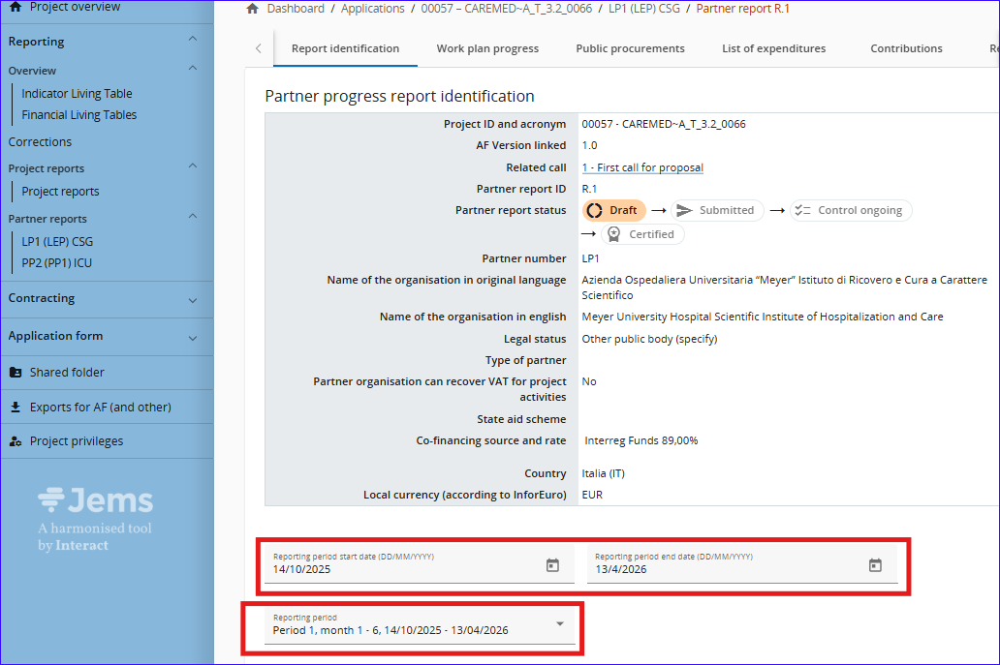 Project overview
Reporting
Overview
Indicator Living Table
Financial Living Tables
Corrections
Project reports
Project reports
Partner reports
LP1 (LEP) CSG
PP2 (PP1) ICU
Contracting
Application form
Shared folder
Exports for AF (and other)
Project privileges
Jems
A harmonised tool
by Interact
Dashboard / Applications / 00057 – CAREMED~A_T_3.2_0066 / LP1 (LEP) CSG / Partner report R.1
Report identification Work plan progress Public procurements List of expenditures Contributions Re
Partner progress report identification
Project ID and acronym 00057 - CAREMED~A_T_3.2_0066
AF Version linked 1.0
Related call 1 - First call for proposal
Partner report ID R.1
Partner report status Draft → Submitted → Control ongoing
→ Certified
Partner number LP1
Name of the organisation in original language Azienda Ospedaliera Universitaria “Meyer” Istituto di Ricovero e Cura a Carattere
Scientifico
Name of the organisation in english Meyer University Hospital Scientific Institute of Hospitalization and Care
Legal status Other public body (specify)
Type of partner
Partner organisation can recover VAT for project No
activities
State aid scheme
Co-financing source and rate Interreg Funds 89,00%
Country Italia (IT)
Local currency (according to InforEuro) EUR
Reporting period start date (DD/MM/YYYY) Reporting period end date (DD/MM/YYYY)
14/10/2025 13/4/2026
Reporting period
Period 1, month 1 - 6, 14/10/2025 - 13/04/2026